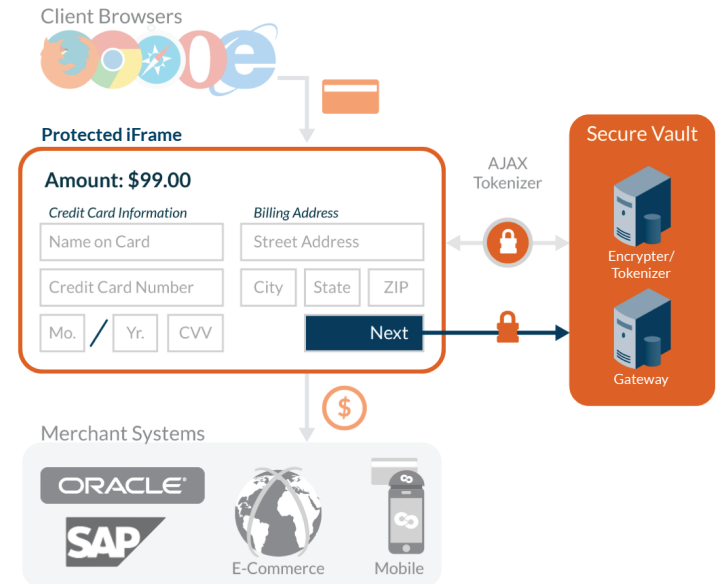 Client Browsers
Protected iFrame
Amount: $99.00
Credit Card Information
Billing Address
Name on Card
Street Address
Credit Card Number
City
State
ZIP
Mo.
/
Yr.
CVV
Next
AJAX
Tokenizer
Secure Vault
Encrypter/
Tokenizer
Gateway
$
Merchant Systems
ORACLE
SAP
E-Commerce
Mobile